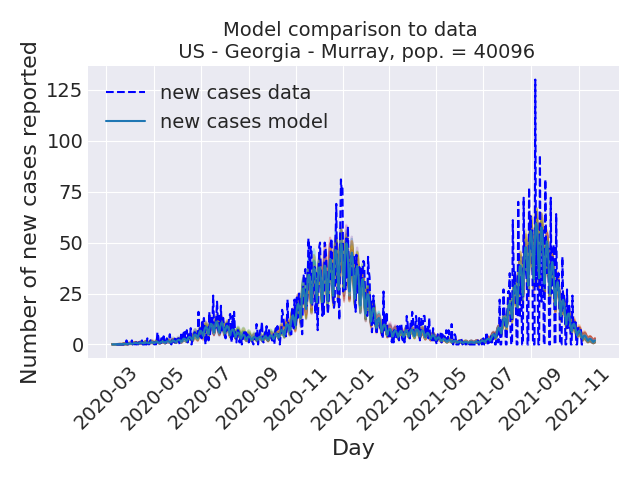 Model comparison to data
US - Georgia - Murray, pop. = 40096
Number of new cases reported
125
100
75
50
25
0
new cases data
new cases model
2020-03
2020-05
2020-07
2020-09
2020-11
2021-01
2021-03
2021-05
2021-07
2021-09
2021-11
Day